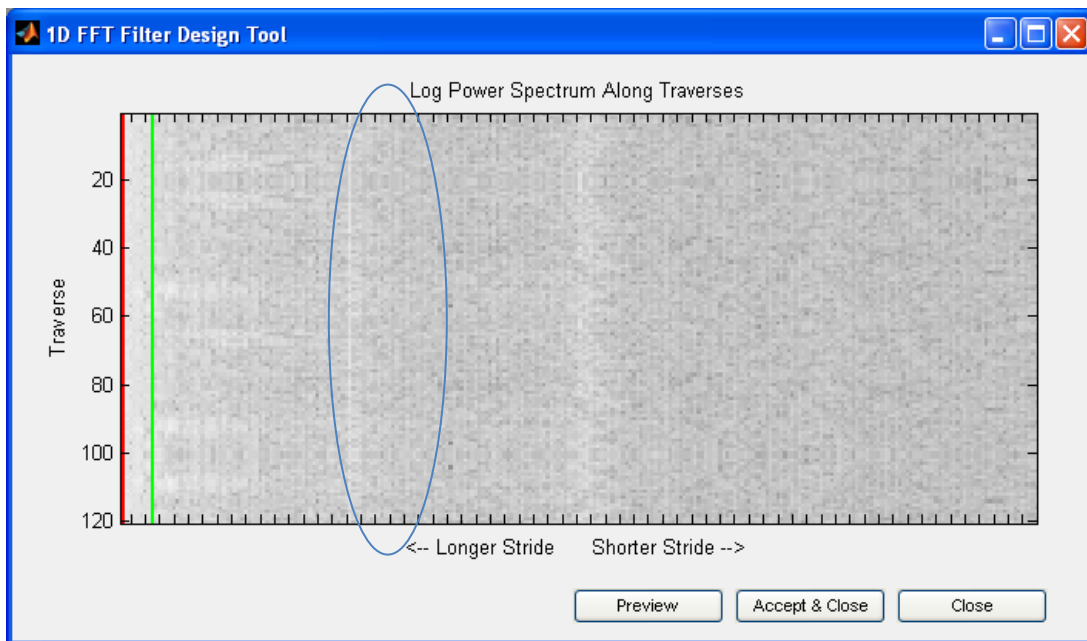 1D FFT Filter Design Tool
Log Power Spectrum Along Traverses
20
40
60
80
100
120
Traverse
<-- Longer Stride Shorter Stride -->
Preview Accept & Close Close